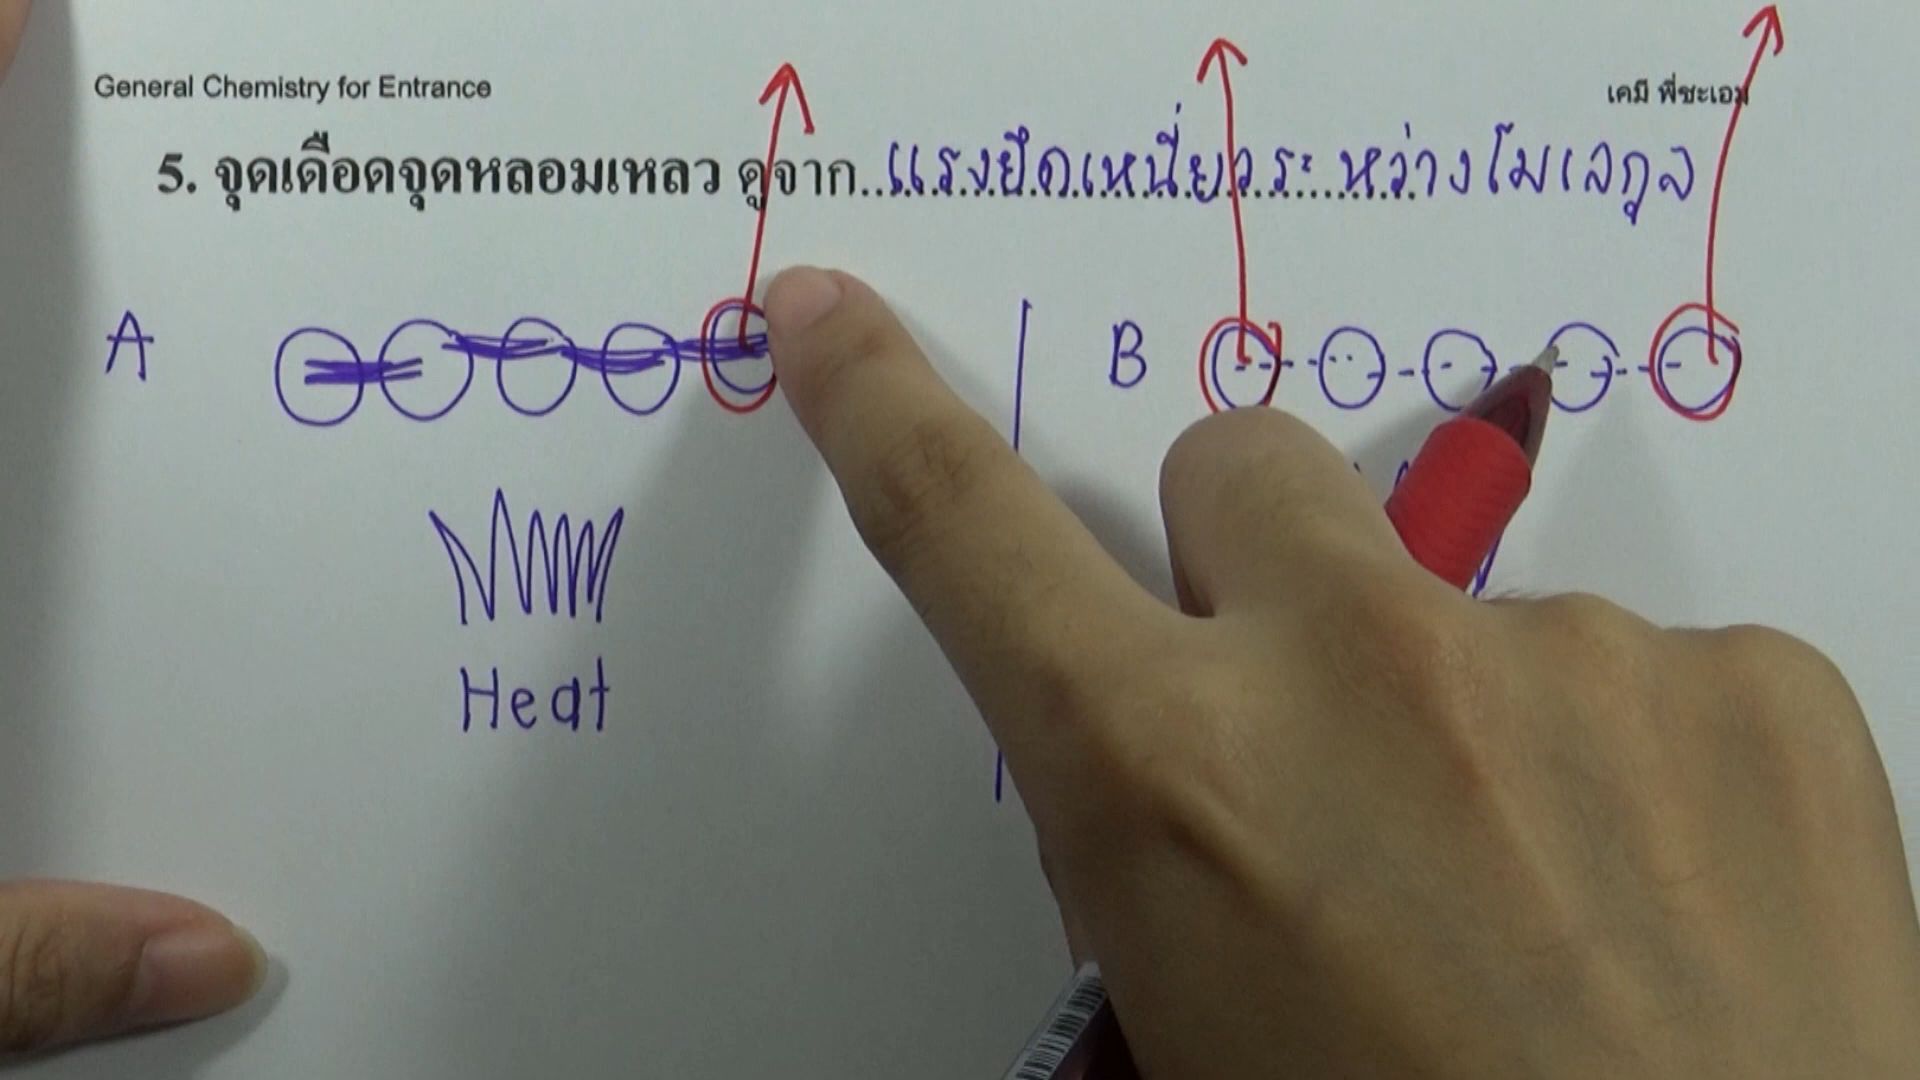 General Chemistry for Entrance
เคมี พี่ชะเอม
5. จุดเดือดจุดหลอมเหลว ดูจาก...แรงยึดเหนี่ยวระหว่างโมเลกุล
A
B
Heat